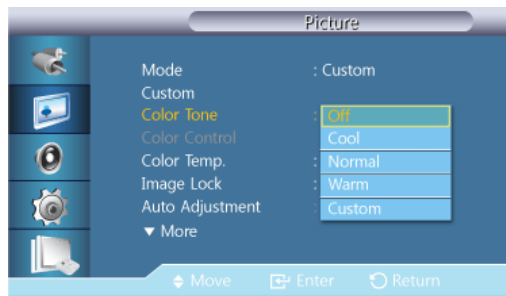 Picture
Mode : Custom
Custom
Color Tone : Off
Color Control Cool
Color Temp. : Normal
Image Lock : Warm
Auto Adjustment : Custom
▼ More
Move Enter Return